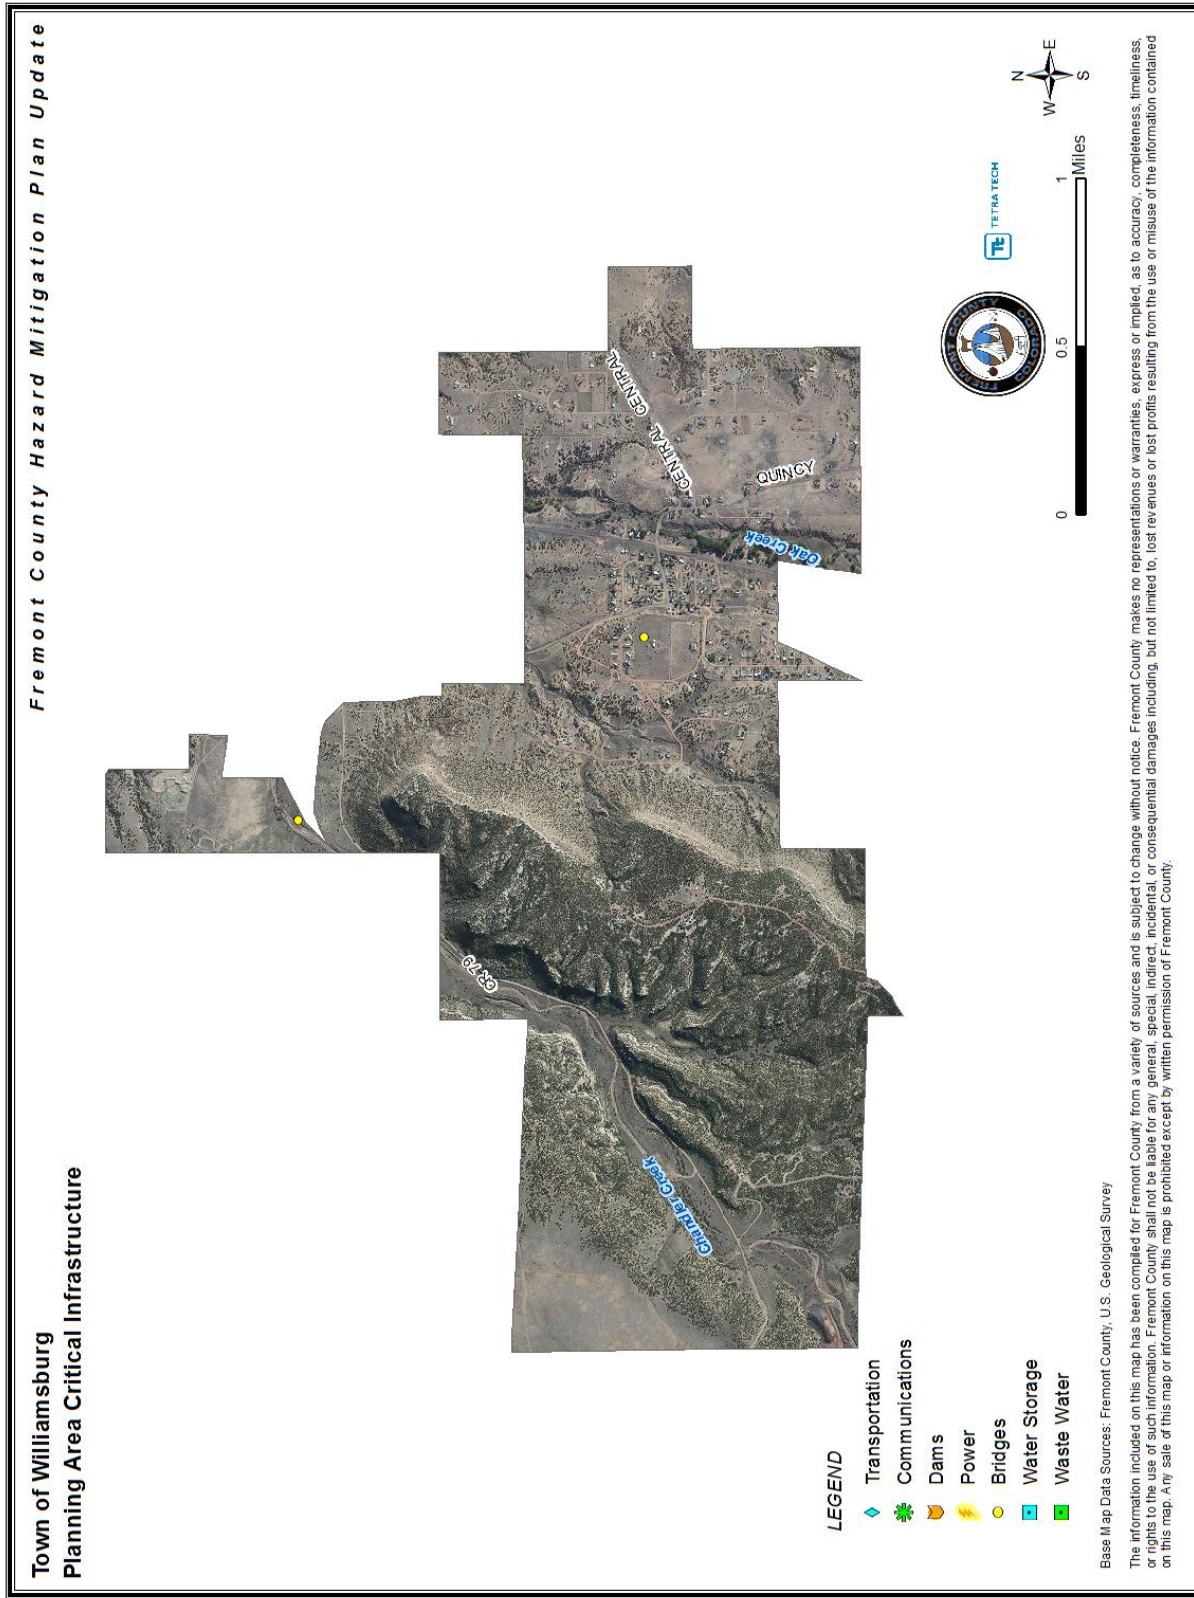 Town of Williamsburg
Planning Area Critical Infrastructure
Fremont County Hazard Mitigation Plan Update
CR 79
Chandler Creek
Oak Creek
CENTRAL
CENTRAL
QUINCY
LEGEND
Transportation
Communications
Dams
Power
Bridges
Water Storage
Waste Water
FREMONT COUNTY
COLORADO
Tt TETRA TECH
N
W E
S
0 0.5 1
Miles
Base Map Data Sources: Fremont County, U.S. Geological Survey
The information included on this map has been compiled for Fremont County from a variety of sources and is subject to change without notice. Fremont County makes no representations or warranties, express or implied, as to accuracy, completeness, timeliness,
or rights to the use of such information. Fremont County shall not be liable for any general, special, indirect, incidental, or consequential damages including, but not limited to, lost revenues or lost profits resulting from the use or misuse of the information contained
on this map. Any sale of this map or information on this map is prohibited except by written permission of Fremont County.